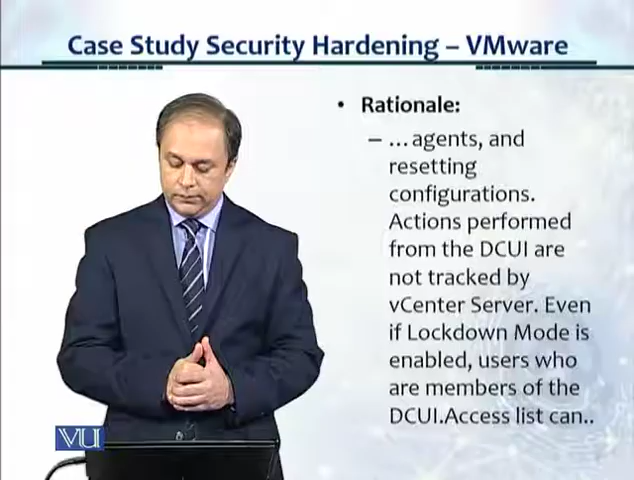 Case Study Security Hardening – VMware
• Rationale:
– …agents, and
resetting
configurations.
Actions performed
from the DCUI are
not tracked by
vCenter Server. Even
if Lockdown Mode is
enabled, users who
are members of the
DCUI.Access list can..
VU